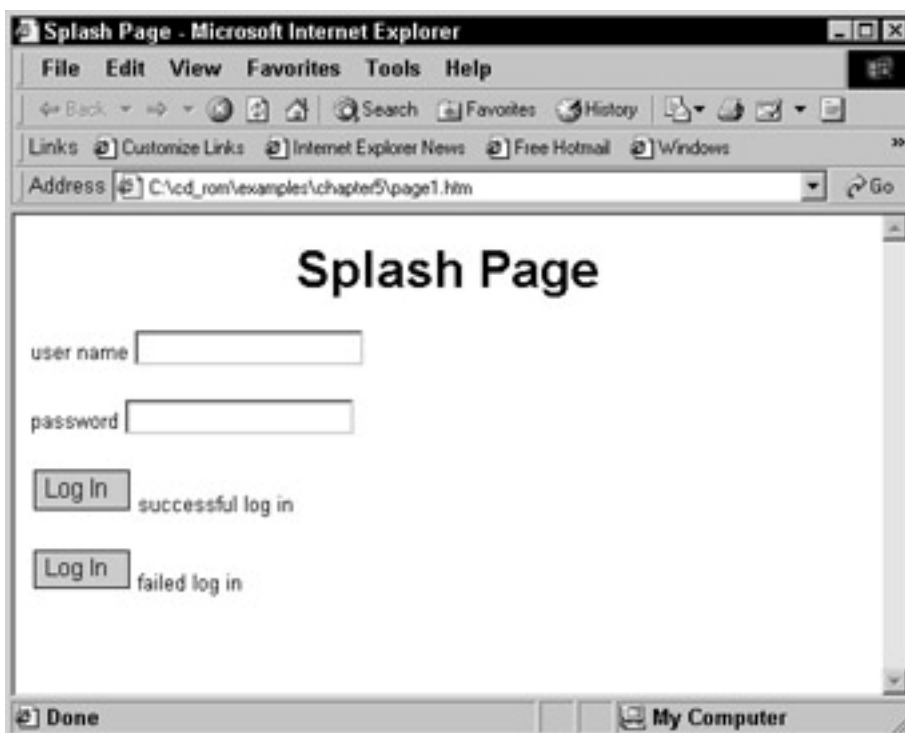 Splash Page - Microsoft Internet Explorer
File Edit View Favorites Tools Help
Back Search Favorites History
Links Customize Links Internet Explorer News Free Hotmail Windows »
Address C:\cd_rom\examples\chapter5\page1.htm Go
Splash Page
user name
password
Log In successful log in
Log In failed log in
Done My Computer